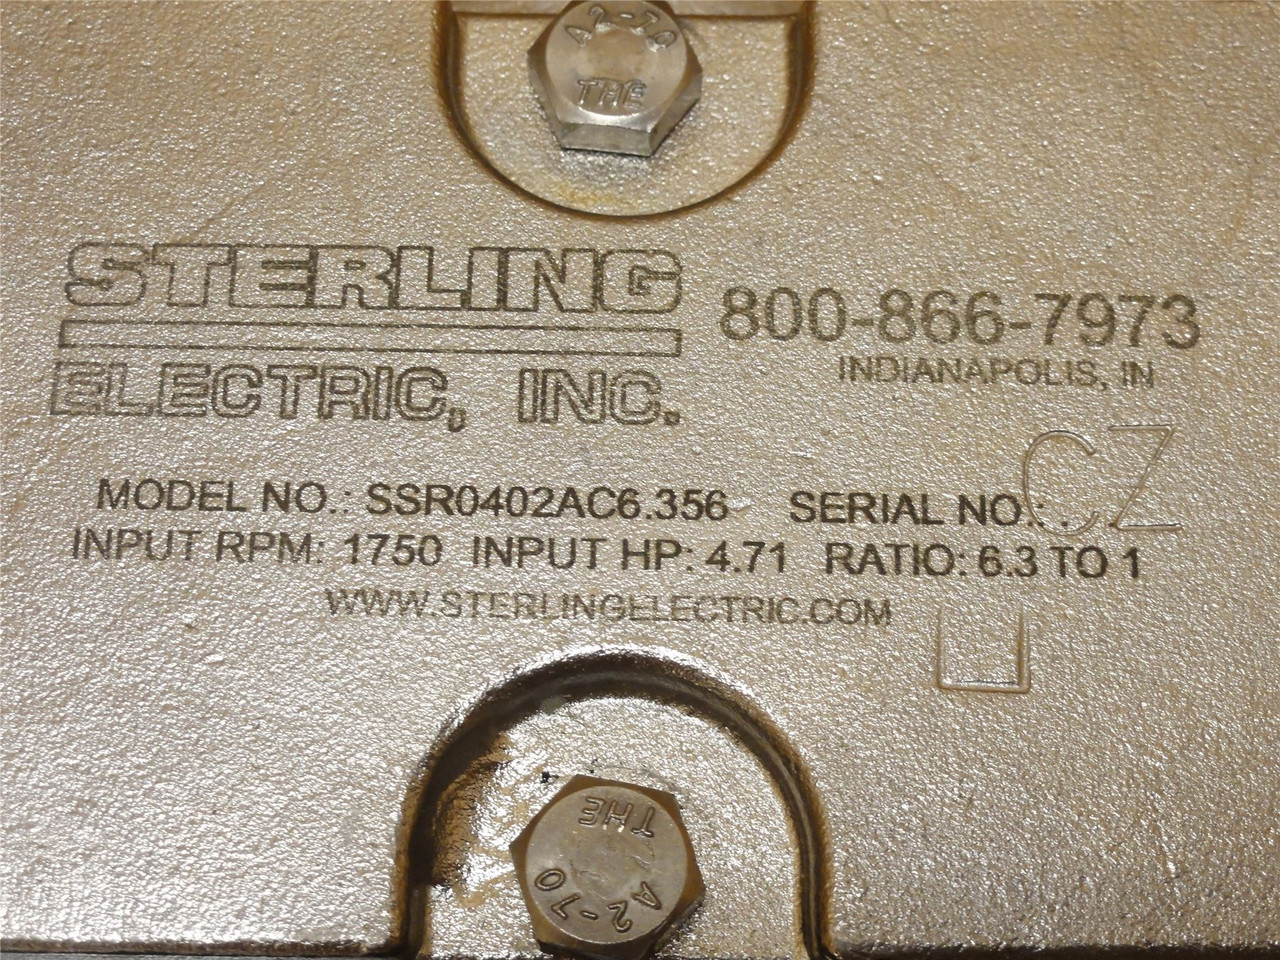 A2-70
THE
STERLING
ELECTRIC, INC.
800-866-7973
INDIANAPOLIS, IN
CZ
MODEL NO.: SSR0402AC6.356 SERIAL NO.: .
INPUT RPM: 1750 INPUT HP: 4.71 RATIO: 6.3 TO 1
WWW.STERLINGELECTRIC.COM
THE
A2-70